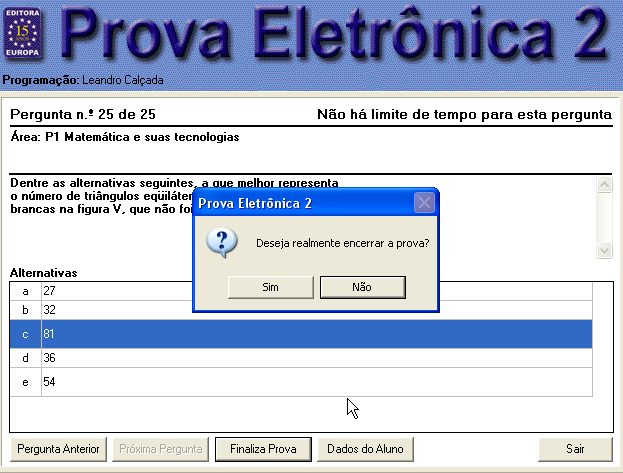 EDITORA
15
ANOS
EUROPA
Prova Eletrônica 2
Programação: Leandro Calçada
Pergunta n.º 25 de 25
Não há limite de tempo para esta pergunta
Área: P1 Matemática e suas tecnologias
Dentre as alternativas seguintes, a que melhor representa
o número de triângulos eqüiláter
brancas na figura V, que não foi
Prova Eletrônica 2
Deseja realmente encerrar a prova?
Sim
Não
Alternativas
a 27
b 32
c 81
d 36
e 54
Pergunta Anterior
Próxima Pergunta
Finaliza Prova
Dados do Aluno
Sair